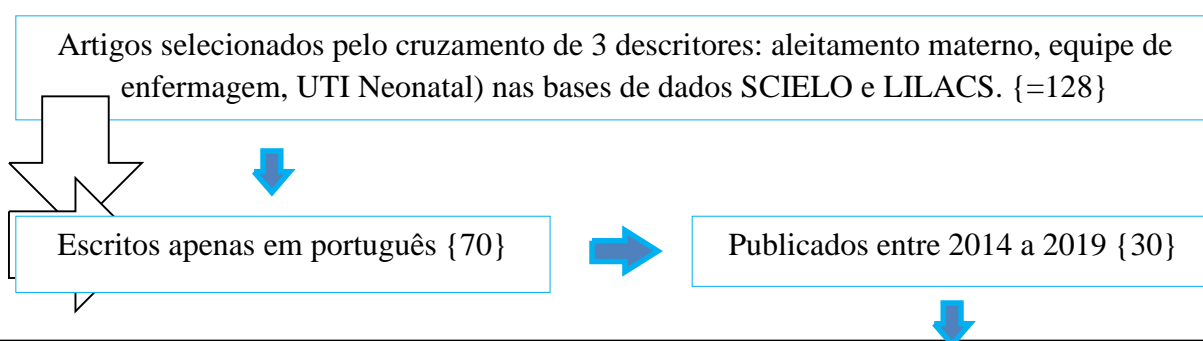 Artigos selecionados pelo cruzamento de 3 descritores: aleitamento materno, equipe de
enfermagem, UTI Neonatal) nas bases de dados SCIELO e LILACS. {=128}
Escritos apenas em português {70}
Publicados entre 2014 a 2019 {30}